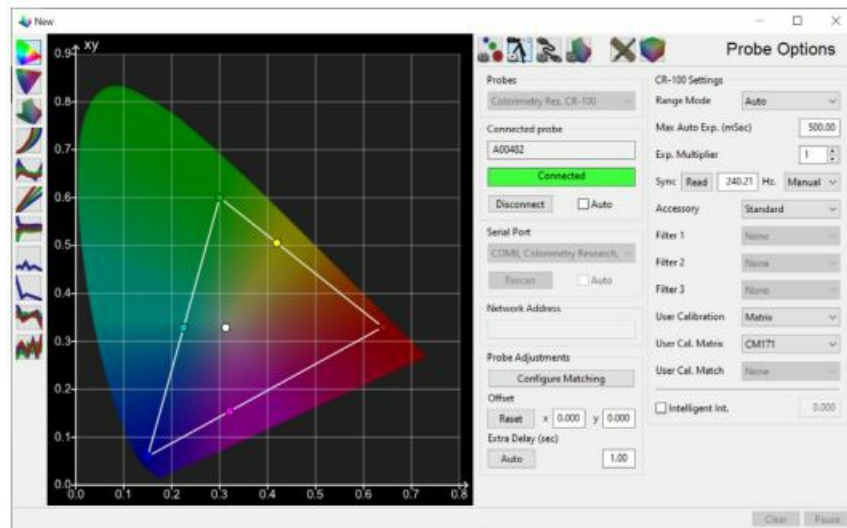 New
xy
0.9
0.8
0.7
0.6
0.5
0.4
0.3
0.2
0.1
0.0
0.0 0.1 0.2 0.3 0.4 0.5 0.6 0.7 0.8
Probe Options
Probes
Colorimetry Res. CR-100
Connected probe
A00482
Connected
Disconnect Auto
Serial Port
Colorimetry Research,
Rescan Auto
Network Address
Probe Adjustments
Configure Matching
Offset
Reset x 0.000 y 0.000
Extra Delay (sec)
Auto 1.00
CR-100 Settings
Range Mode Auto
Max Auto Exp. (mSec) 500.00
Exp. Multiplier 1
Sync Read 240.21 Hz. Manual
Accessory Standard
Filter 1 None
Filter 2 None
Filter 3 None
User Calibration Matrix
User Cal. Matrix CM171
User Cal. Match None
Intelligent Int. 0.000
Clear Pause